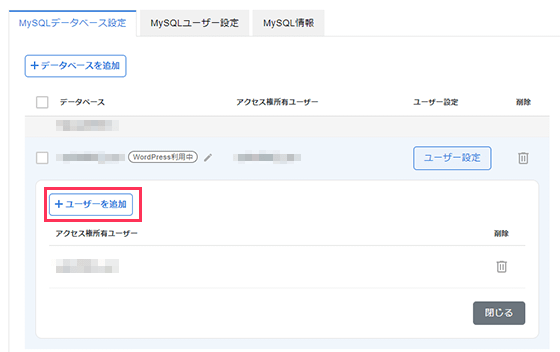 MySQLデータベース設定 MySQLユーザー設定 MySQL情報
+データベースを追加
データベース アクセス権所有ユーザー ユーザー設定 削除
WordPress利用中 ユーザー設定
+ユーザーを追加
アクセス権所有ユーザー 削除
閉じる